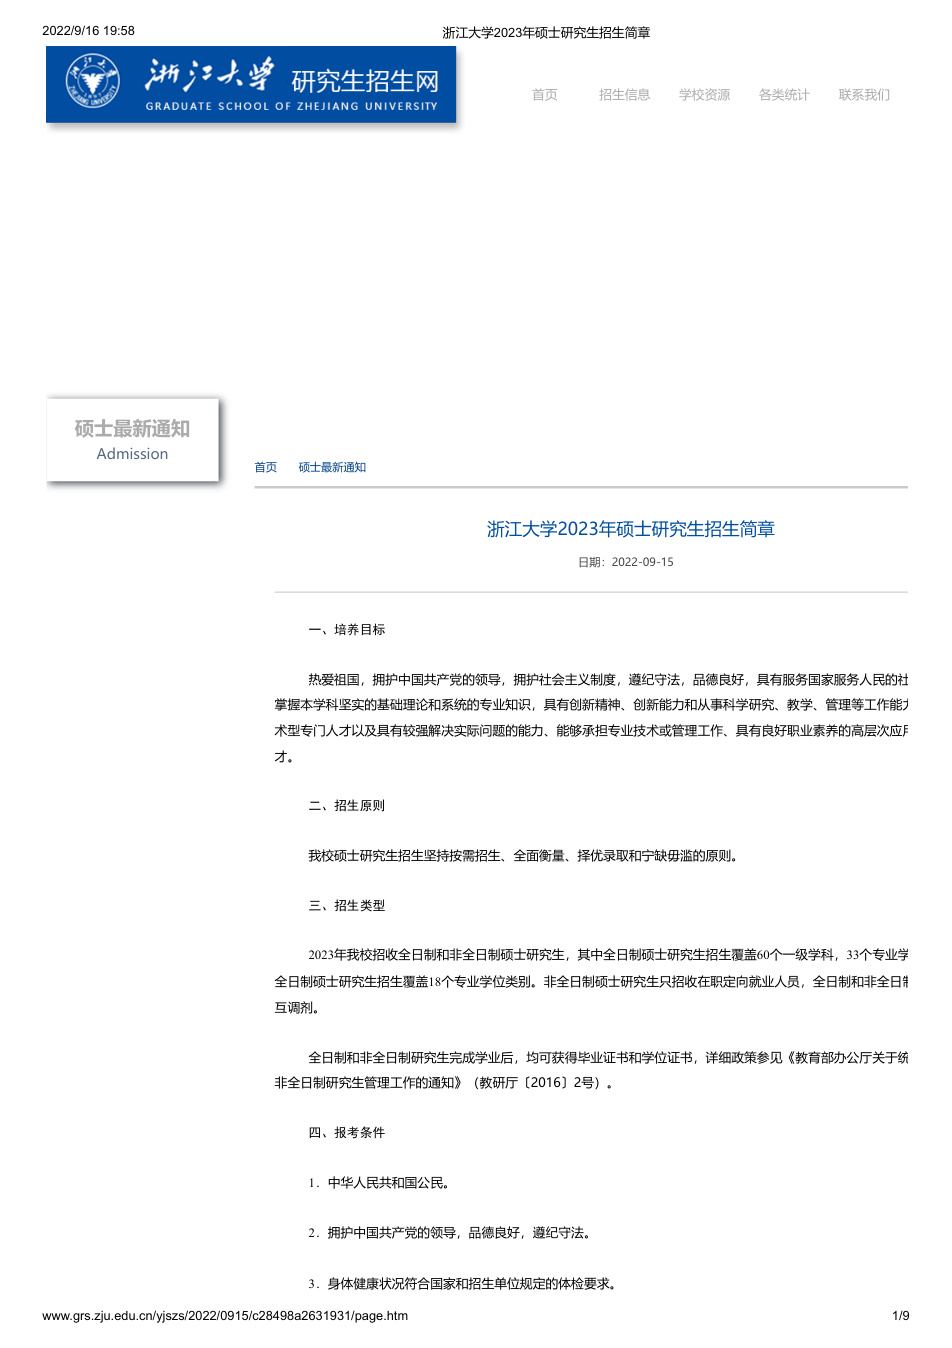 2022/9/16 19:58
浙江大学2023年硕士研究生招生简章
浙江大学 研究生招生网
GRADUATE SCHOOL OF ZHEJIANG UNIVERSITY
首页 招生信息 学校资源 各类统计 联系我们
硕士最新通知
Admission
首页 硕士最新通知
浙江大学2023年硕士研究生招生简章
日期：2022-09-15
一、培养目标
热爱祖国，拥护中国共产党的领导，拥护社会主义制度，遵纪守法，品德良好，具有服务国家服务人民的社
掌握本学科坚实的基础理论和系统的专业知识，具有创新精神、创新能力和从事科学研究、教学、管理等工作能力
术型专门人才以及具有较强解决实际问题的能力、能够承担专业技术或管理工作、具有良好职业素养的高层次应用
才。
二、招生原则
我校硕士研究生招生坚持按需招生、全面衡量、择优录取和宁缺毋滥的原则。
三、招生类型
2023年我校招收全日制和非全日制硕士研究生，其中全日制硕士研究生招生覆盖60个一级学科，33个专业学
全日制硕士研究生招生覆盖18个专业学位类别。非全日制硕士研究生只招收在职定向就业人员，全日制和非全日制
互调剂。
全日制和非全日制研究生完成学业后，均可获得毕业证书和学位证书，详细政策参见《教育部办公厅关于统
非全日制研究生管理工作的通知》（教研厅〔2016〕2号）。
四、报考条件
1．中华人民共和国公民。
2．拥护中国共产党的领导，品德良好，遵纪守法。
3．身体健康状况符合国家和招生单位规定的体检要求。
www.grs.zju.edu.cn/yjszs/2022/0915/c28498a2631931/page.htm
1/9